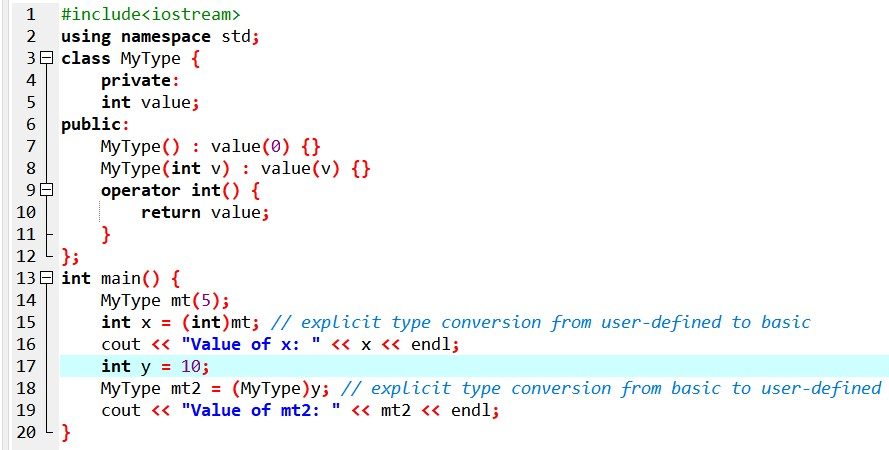 1 #include<iostream>
2 using namespace std;
3 class MyType {
4     private:
5     int value;
6 public:
7     MyType() : value(0) {}
8     MyType(int v) : value(v) {}
9     operator int() {
10         return value;
11     }
12 };
13 int main() {
14     MyType mt(5);
15     int x = (int)mt; // explicit type conversion from user-defined to basic
16     cout << "Value of x: " << x << endl;
17     int y = 10;
18     MyType mt2 = (MyType)y; // explicit type conversion from basic to user-defined
19     cout << "Value of mt2: " << mt2 << endl;
20 }